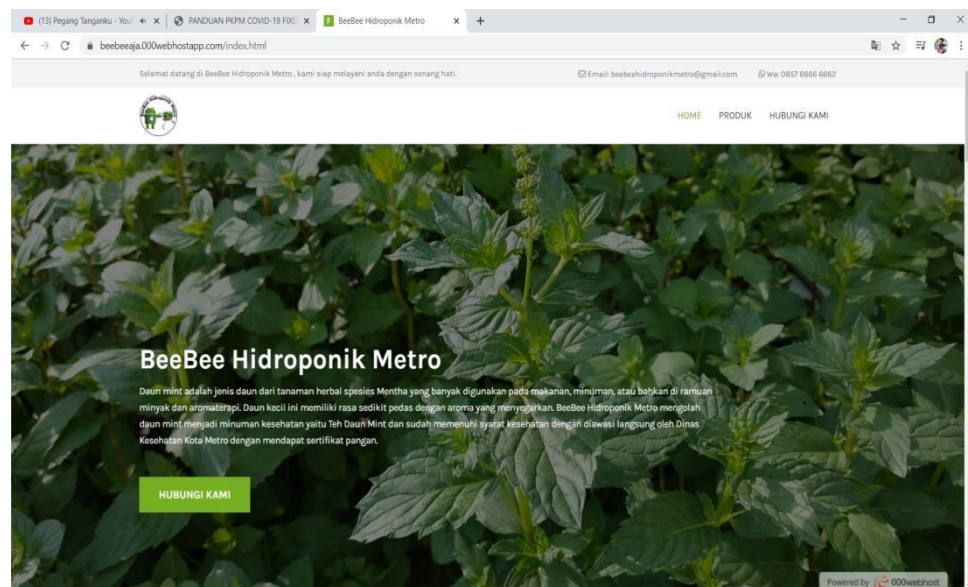 (13) Pegang Tanganku - You
PANDUAN PKPM COVID-19 FIXE
BeeBee Hidroponik Metro
beebeeaja.000webhostapp.com/index.html
Selamat datang di BeeBee Hidroponik Metro , kami siap melayani anda dengan senang hati.
Email: beebeehidroponikmetro@gmail.com
Wa: 0857 6666 6662
HOME
PRODUK
HUBUNGI KAMI
BeeBee Hidroponik Metro
Daun mint adalah jenis daun dari tanaman herbal spesies Mentha yang banyak digunakan pada makanan, minuman, atau bahkan di ramuan
minyak dan aromaterapi. Daun kecil ini memiliki rasa sedikit pedas dengan aroma yang menyegarkan. BeeBee Hidroponik Metro mengolah
daun mint menjadi minuman kesehatan yaitu Teh Daun Mint dan sudah memenuhi syarat kesehatan dengan diawasi langsung oleh Dinas
Kesehatan Kota Metro dengan mendapat sertifikat pangan.
HUBUNGI KAMI
Powered by 000webhost